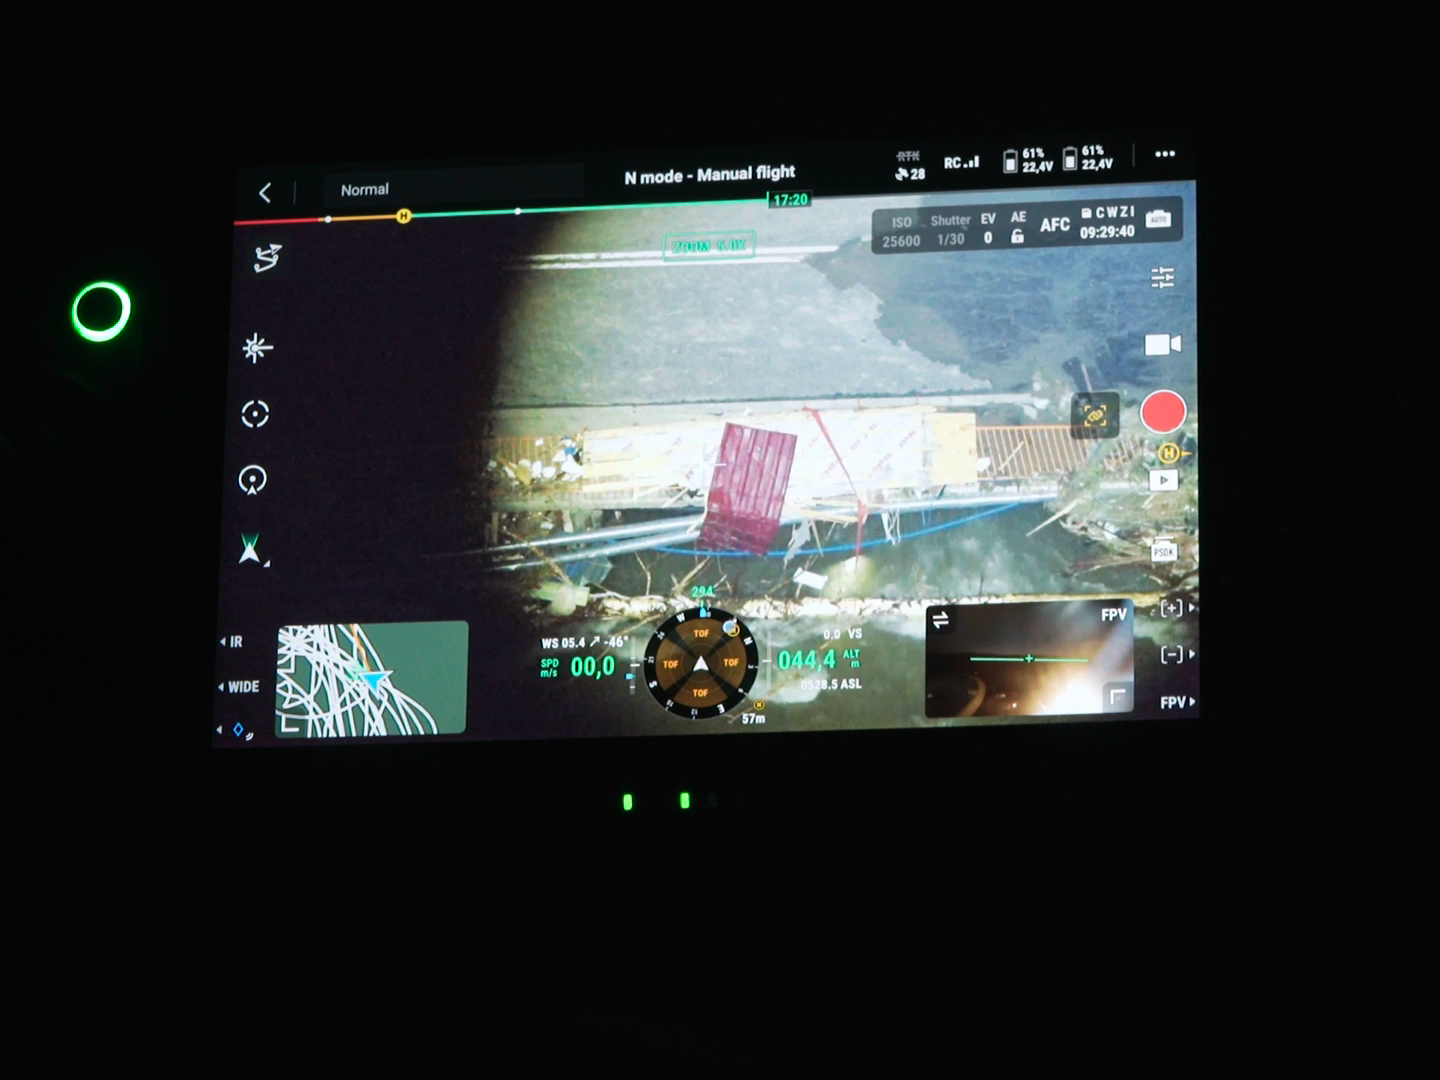 Normal
N mode - Manual flight
RTK
28
RC
61%
22,4V
61%
22,4V
17:20
ZOOM 5.0X
ISO
25600
Shutter
1/30
EV
0
AE
AFC
CWZI
09:29:40
AUTO
H
H
PSDK
IR
WIDE
294
WS 05.4 ↗ -46°
SPD
m/s
00,0
W
N
S
E
TOF
TOF
TOF
TOF
0,0 VS
044,4
ALT
m
0528.5 ASL
57m
FPV
FPV